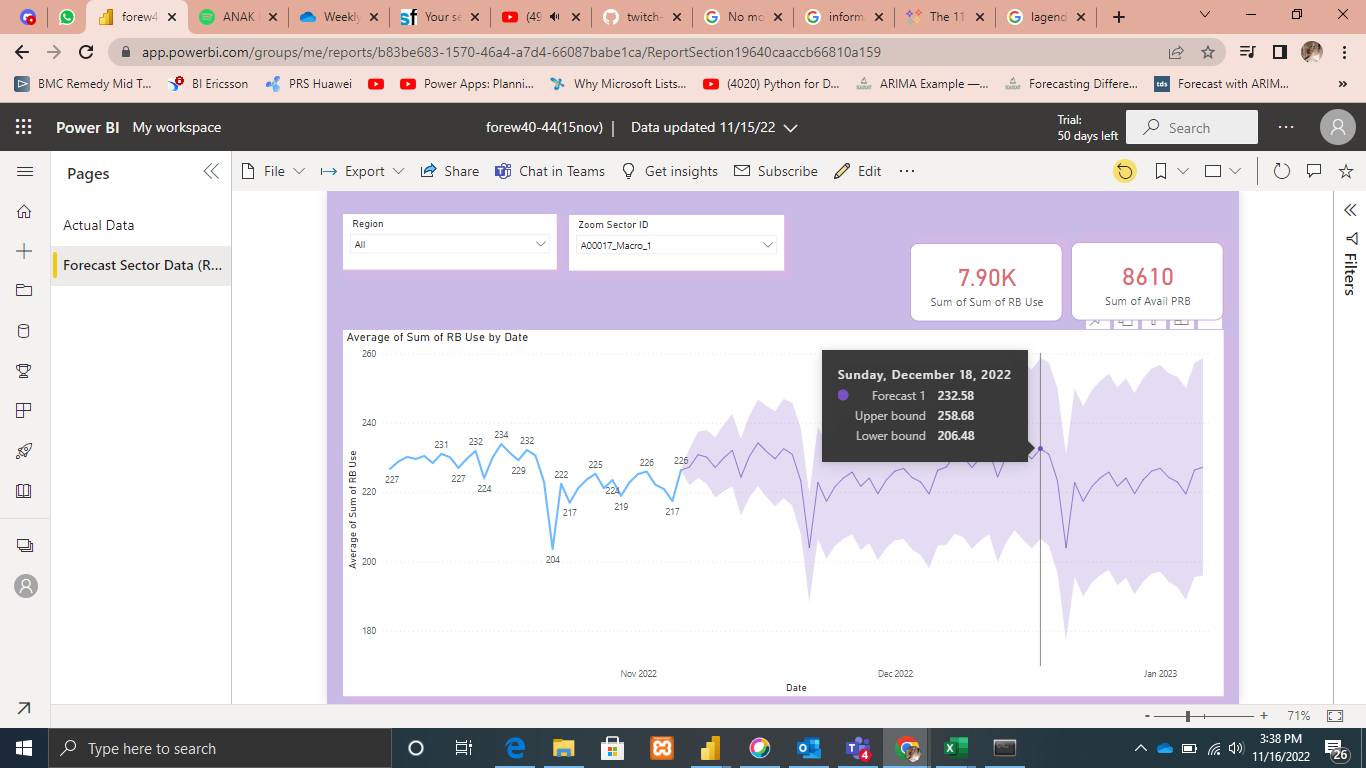 forew4
ANAK
Weekly
Your se
(49
twitch-
No mo
inform
The 11
lagend
app.powerbi.com/groups/me/reports/b83be683-1570-46a4-a7d4-66087babe1ca/ReportSection19640caaccb66810a159
BMC Remedy Mid T...
BI Ericsson
PRS Huawei
Power Apps: Planni...
Why Microsoft Lists...
(4020) Python for D...
ARIMA Example —...
Forecasting Differe...
Forecast with ARIM...
»
Power BI My workspace
forew40-44(15nov) | Data updated 11/15/22
Trial:
50 days left
Search
Pages
File
Export
Share
Chat in Teams
Get insights
Subscribe
Edit
Actual Data
Forecast Sector Data (R...
Region
All
Zoom Sector ID
A00017_Macro_1
7.90K
Sum of Sum of RB Use
8610
Sum of Avail PRB
Filters
Average of Sum of RB Use by Date
Sunday, December 18, 2022
Forecast 1 232.58
Upper bound 258.68
Lower bound 206.48
260
240
220
200
180
Average of Sum of RB Use
227
231
227
232
224
234
229
232
204
222
217
225
224
219
226
217
226
Nov 2022
Dec 2022
Jan 2023
Date
- + 71%
Type here to search
4
3:38 PM
11/16/2022
26